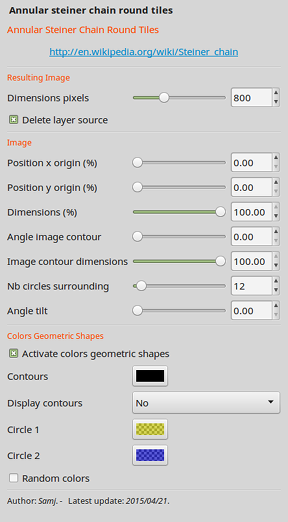 Annular steiner chain round tiles
Annular Steiner Chain Round Tiles
http://en.wikipedia.org/wiki/Steiner_chain
Resulting Image
Dimensions pixels 800
Delete layer source
Image
Position x origin (%) 0.00
Position y origin (%) 0.00
Dimensions (%) 100.00
Angle image contour 0.00
Image contour dimensions 100.00
Nb circles surrounding 12
Angle tilt 0.00
Colors Geometric Shapes
Activate colors geometric shapes
Contours
Display contours No
Circle 1
Circle 2
Random colors
Author: Samj. - Latest update: 2015/04/21.